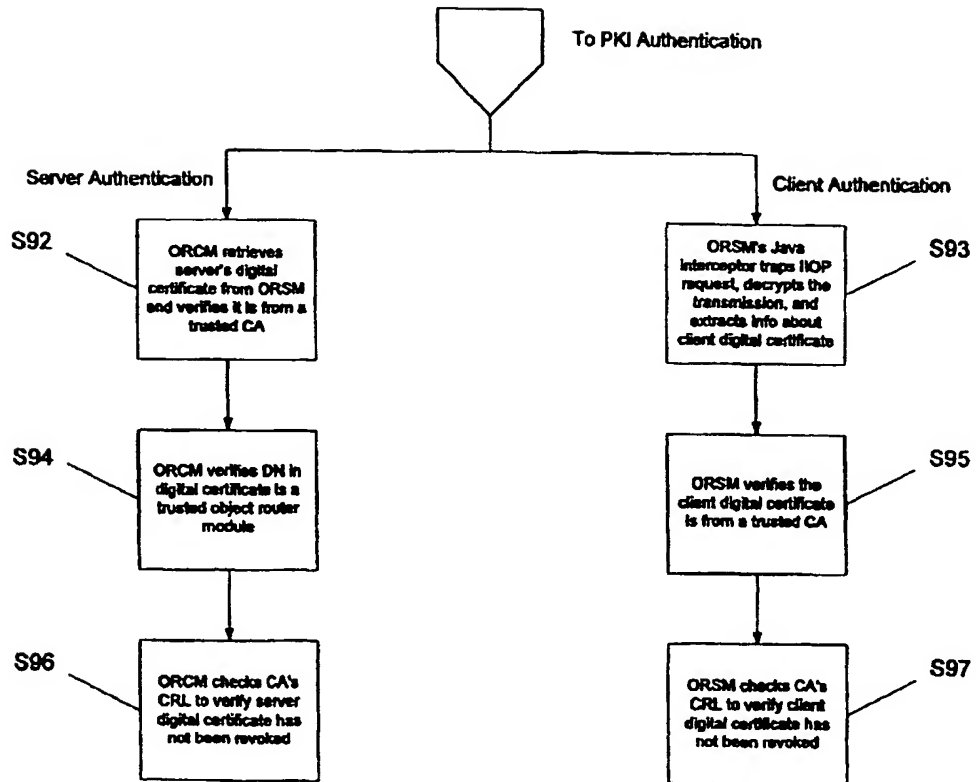 To PKI Authentication
Server Authentication
Client Authentication
S92
ORCM retrieves
server's digital
certificate from ORSM
and verifies it is from a
trusted CA
ORSM's Java
interceptor traps IIOP
request, decrypts the
transmission, and
extracts info about
client digital certificate
S93
S94
ORCM verifies DN in
digital certificate is a
trusted object router
module
ORSM verifies the
client digital certificate
is from a trusted CA
S95
S96
ORCM checks CA's
CRL to verify server
digital certificate has
not been revoked
ORSM checks CA's
CRL to verify client
digital certificate has
not been revoked
S97